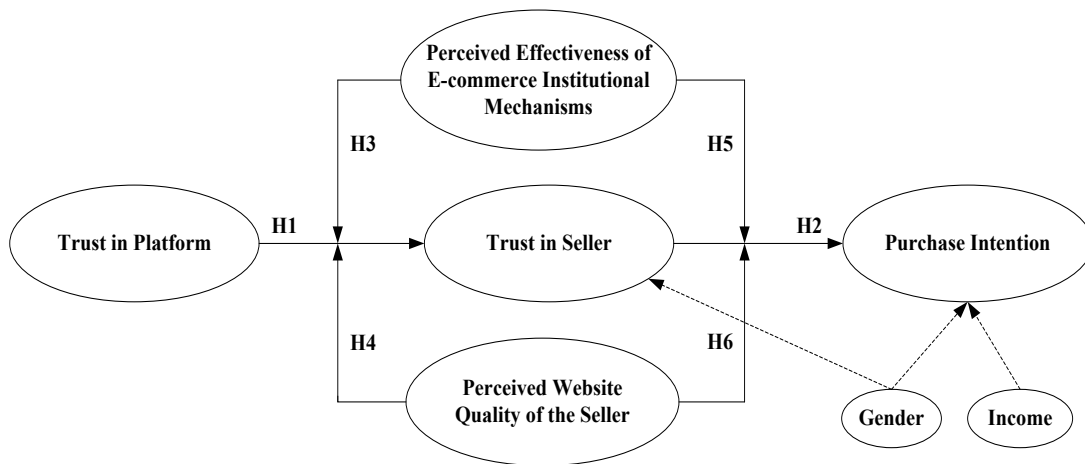 Perceived Effectiveness of
E-commerce Institutional
Mechanisms
H3
H5
Trust in Platform
H1
Trust in Seller
H2
Purchase Intention
H4
H6
Perceived Website
Quality of the Seller
Gender
Income